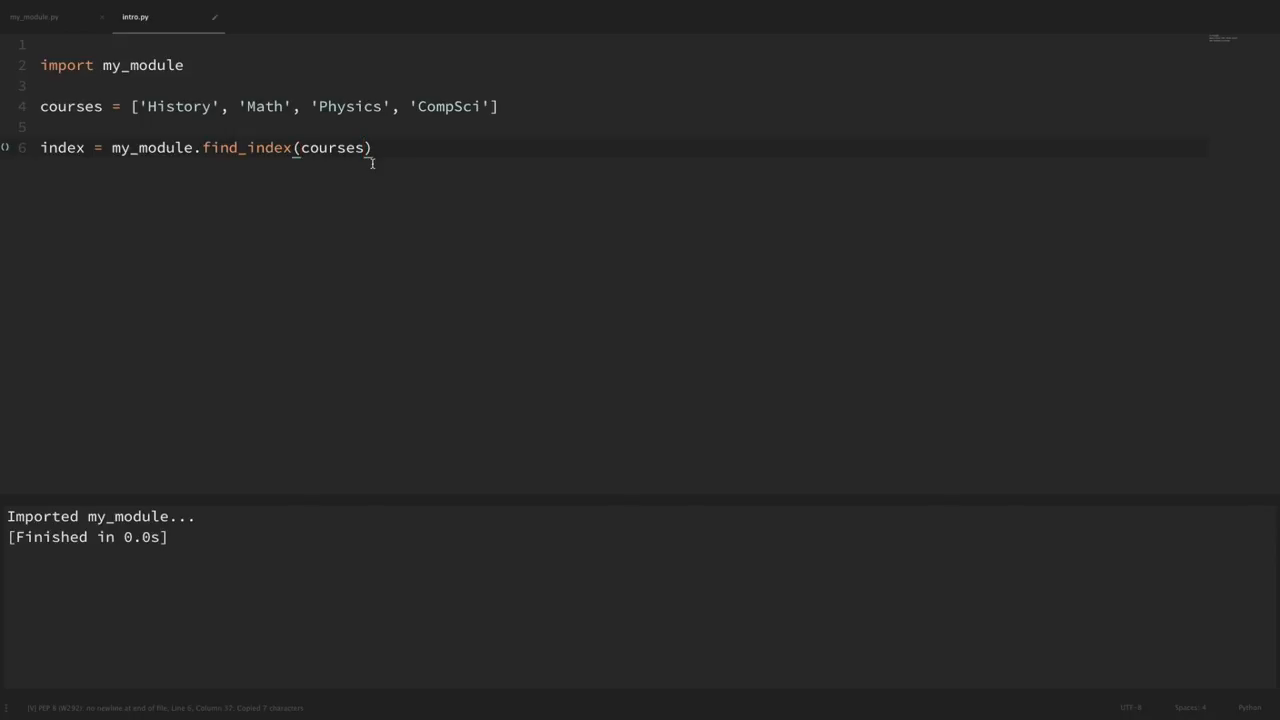 my_module.py
intro.py
1
2 import my_module
3
4 courses = ['History', 'Math', 'Physics', 'CompSci']
5
6 index = my_module.find_index(courses)
Imported my_module...
[Finished in 0.0s]
[V] PEP 8 (W292): no newline at end of file, Line 6, Column 37; Copied 7 characters
UTF-8
Spaces: 4
Python